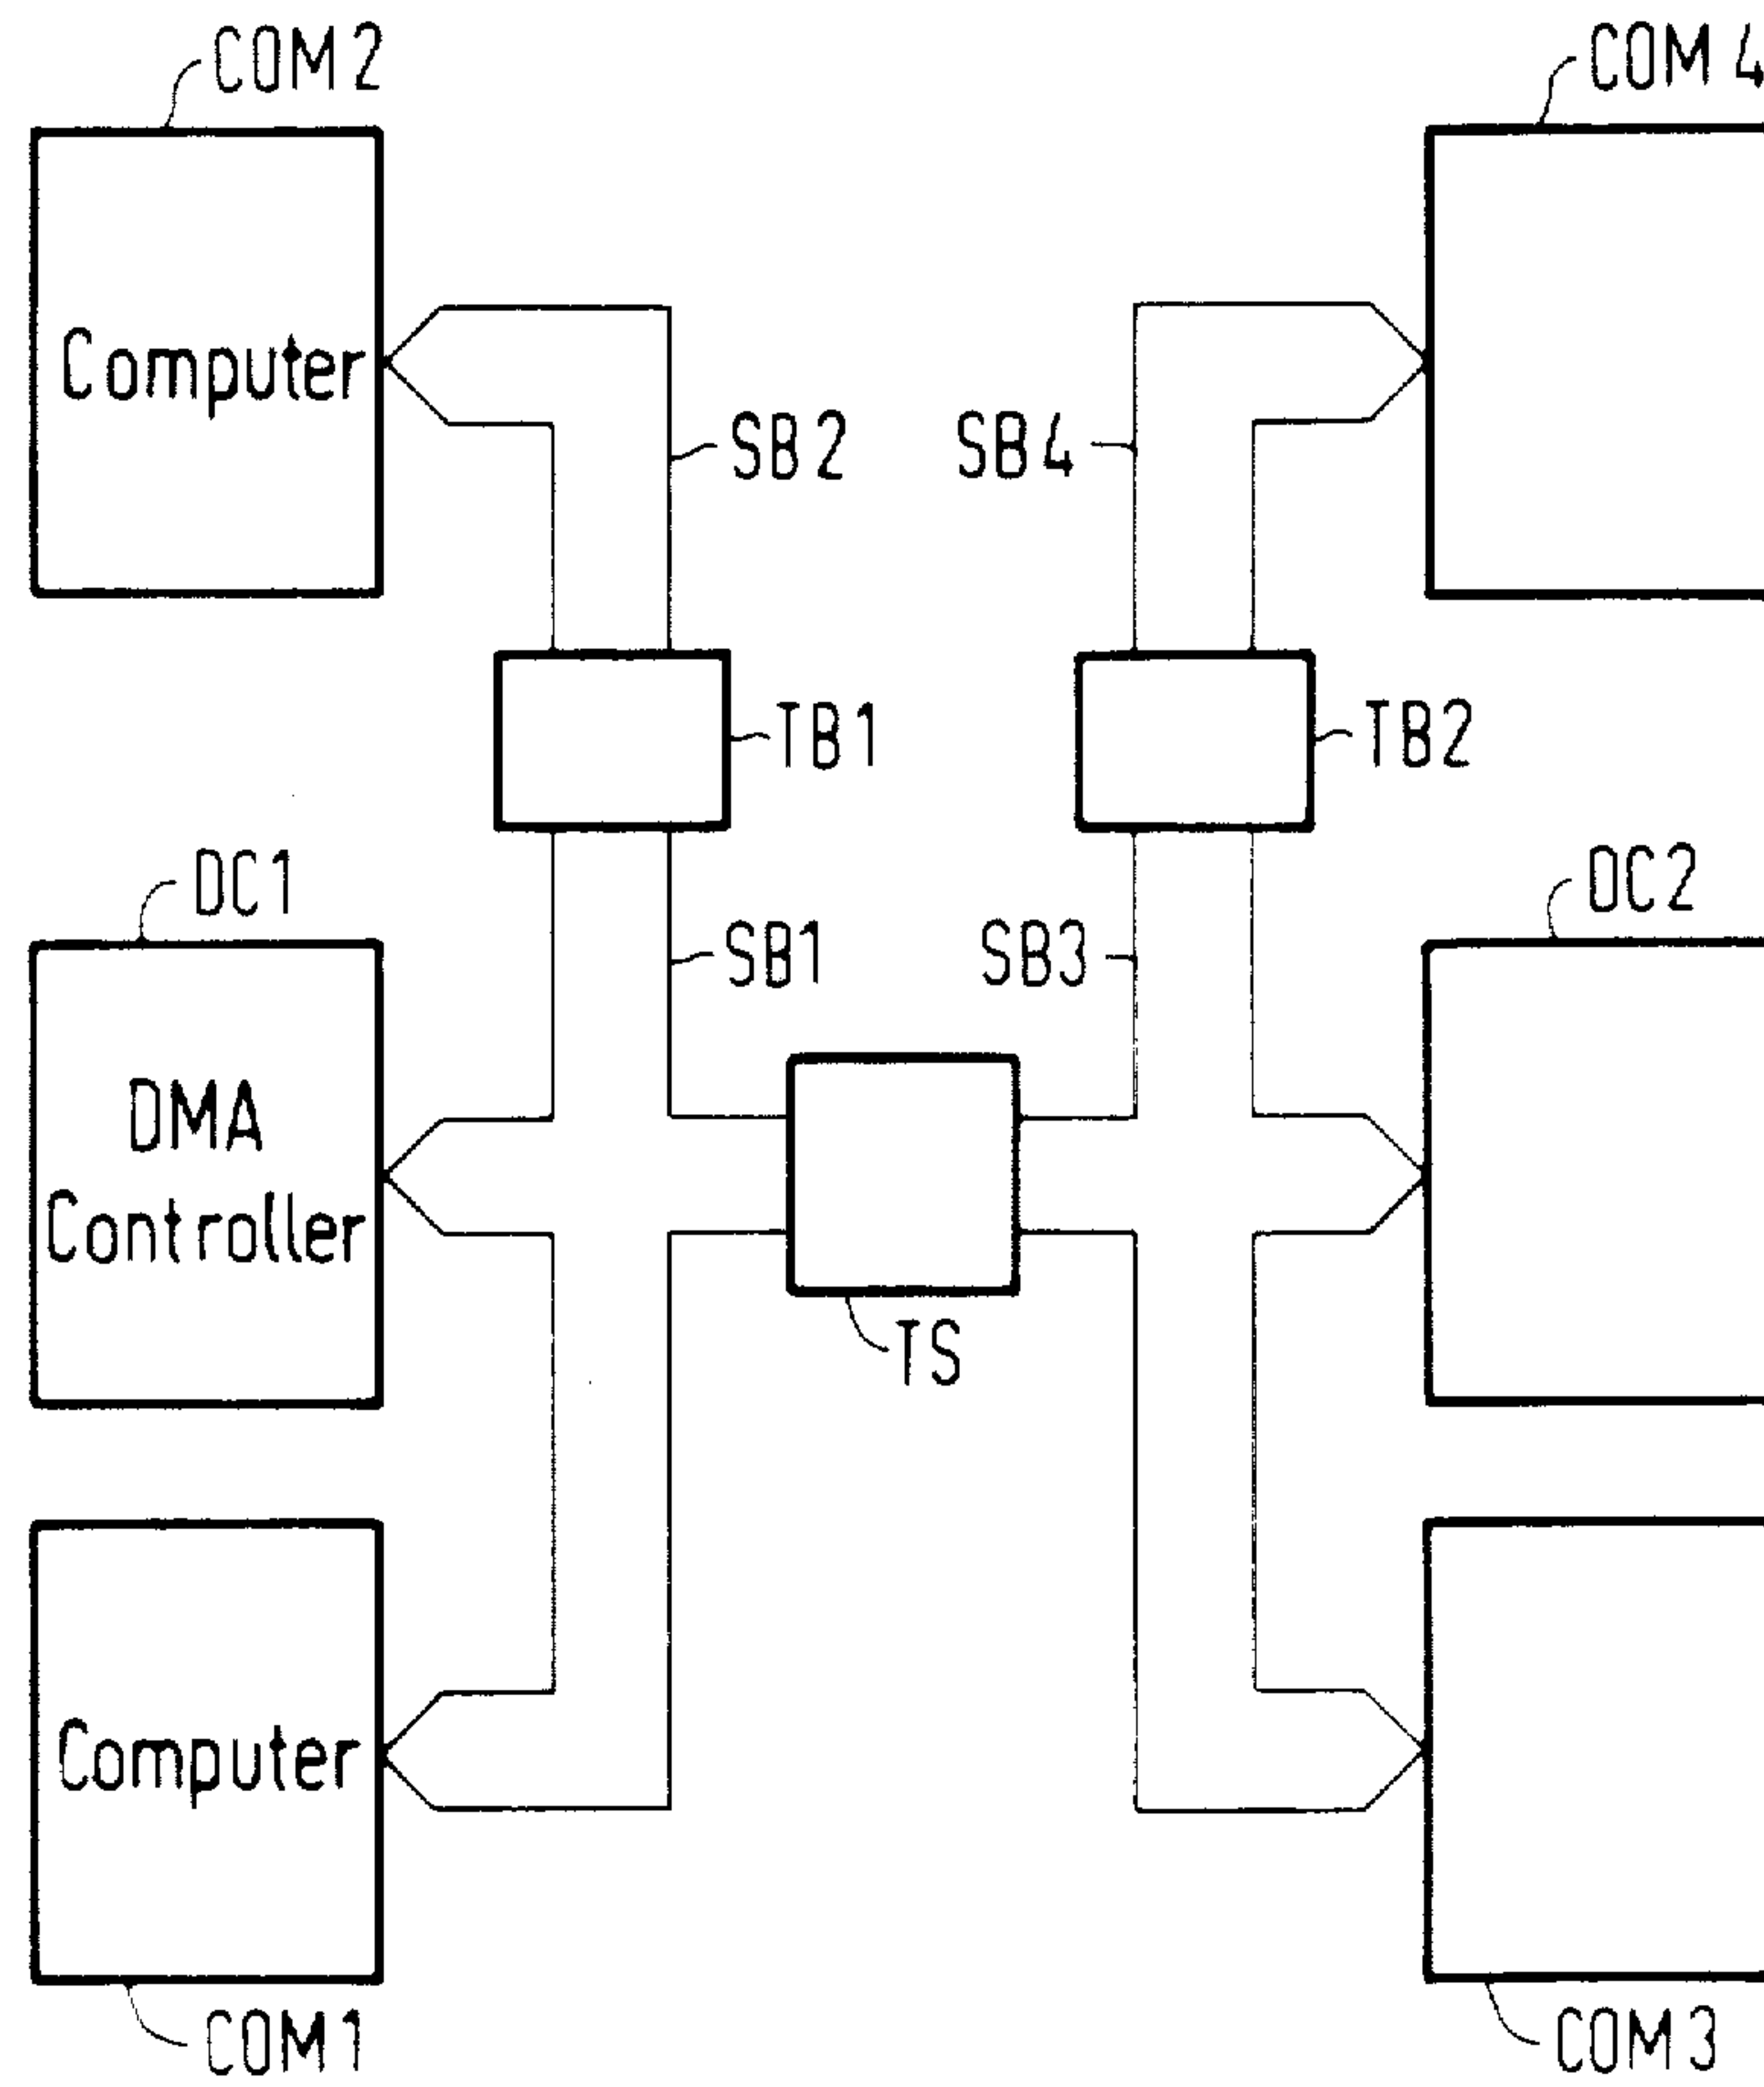 COM2
COM4
Computer
SB2
SB4
TB1
TB2
DC1
DC2
SB1
SB3
DMA
Controller
TS
Computer
COM1
COM3